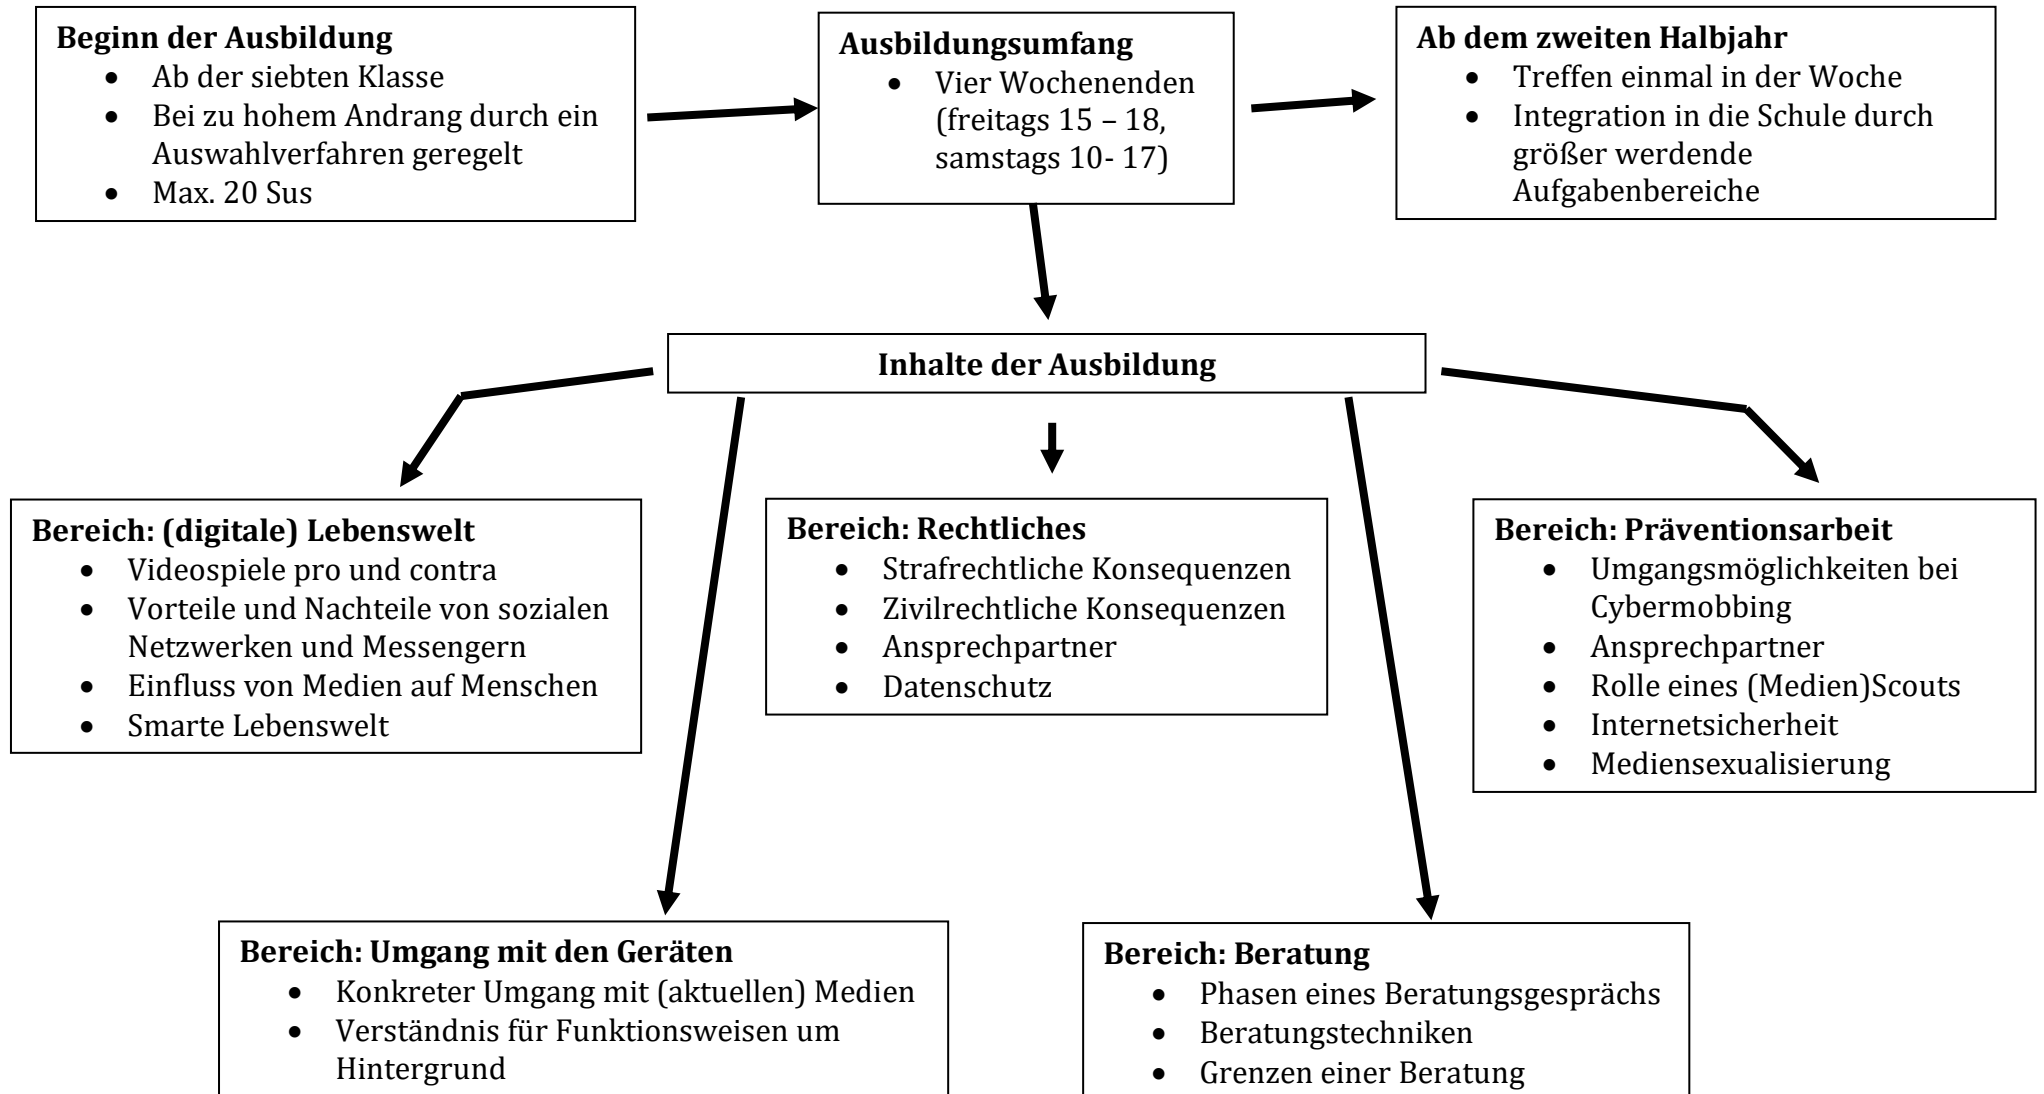 Beginn der Ausbildung
• Ab der siebten Klasse
• Bei zu hohem Andrang durch ein
Auswahlverfahren geregelt
• Max. 20 Sus
Ausbildungsumfang
• Vier Wochenenden
(freitags 15 – 18,
samstags 10- 17)
Ab dem zweiten Halbjahr
• Treffen einmal in der Woche
• Integration in die Schule durch
größer werdende
Aufgabenbereiche
Inhalte der Ausbildung
Bereich: (digitale) Lebenswelt
• Videospiele pro und contra
• Vorteile und Nachteile von sozialen
Netzwerken und Messengern
• Einfluss von Medien auf Menschen
• Smarte Lebenswelt
Bereich: Rechtliches
• Strafrechtliche Konsequenzen
• Zivilrechtliche Konsequenzen
• Ansprechpartner
• Datenschutz
Bereich: Präventionsarbeit
• Umgangsmöglichkeiten bei
Cybermobbing
• Ansprechpartner
• Rolle eines (Medien)Scouts
• Internetsicherheit
• Mediensexualisierung
Bereich: Umgang mit den Geräten
• Konkreter Umgang mit (aktuellen) Medien
• Verständnis für Funktionsweisen um
Hintergrund
Bereich: Beratung
• Phasen eines Beratungsgesprächs
• Beratungstechniken
• Grenzen einer Beratung